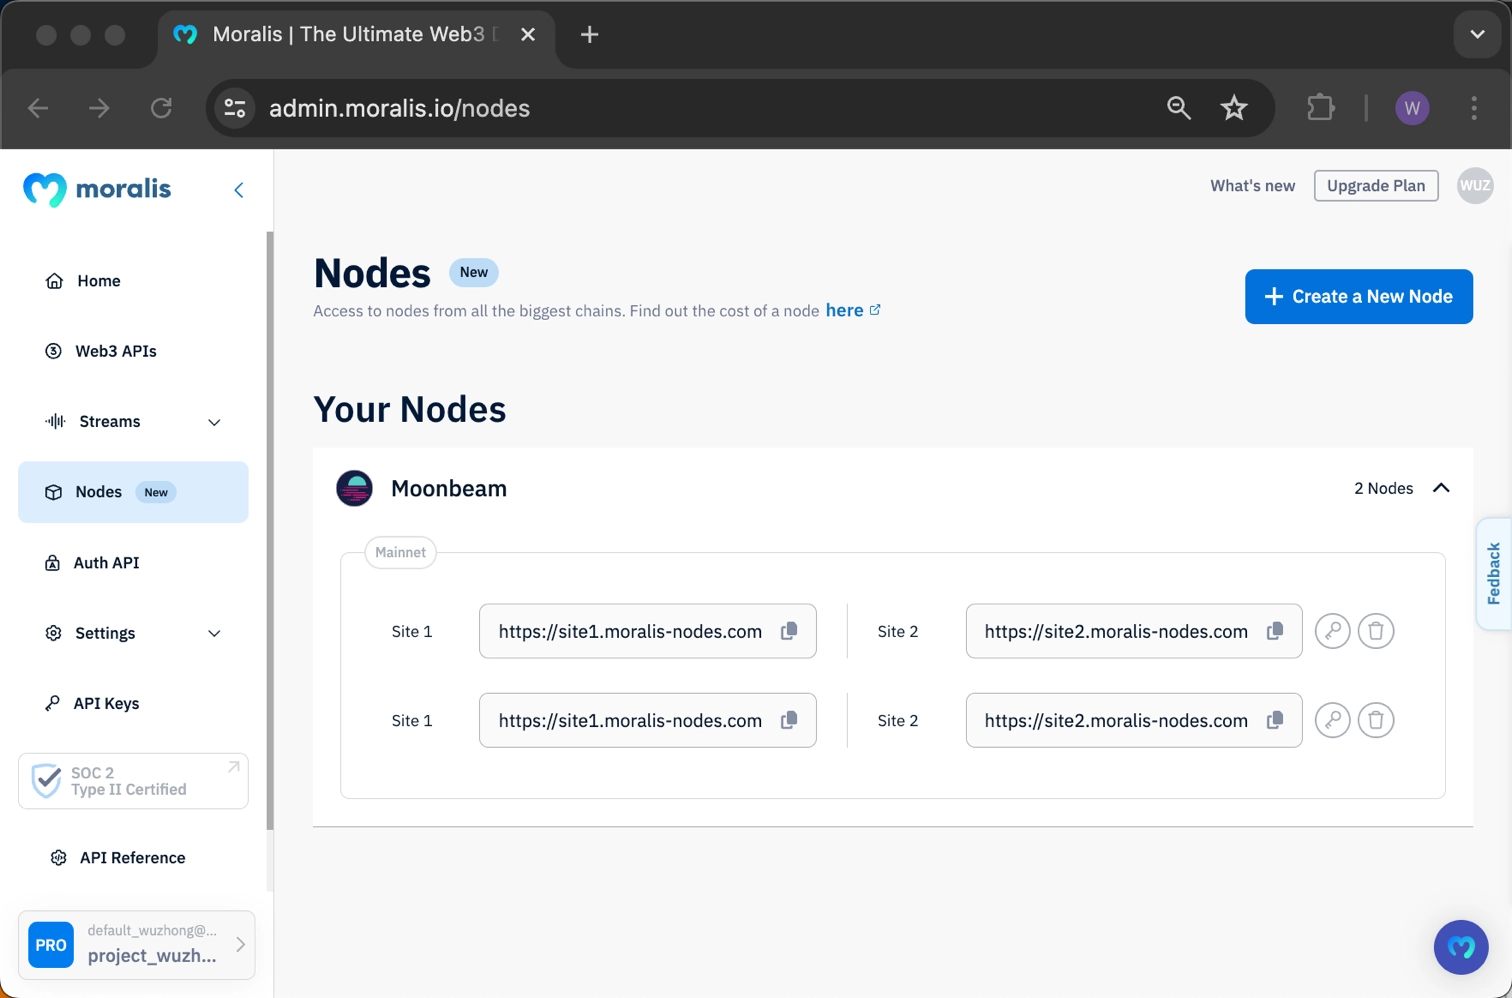 Moralis | The Ultimate Web3
admin.moralis.io/nodes
W
moralis
What's new
Upgrade Plan
WUZ
Home
Web3 APIs
Streams
Nodes New
Auth API
Settings
API Keys
SOC 2
Type II Certified
API Reference
PRO
default_wuzhong@...
project_wuzh...
Nodes New
Access to nodes from all the biggest chains. Find out the cost of a node here
Create a New Node
Your Nodes
Moonbeam
2 Nodes
Mainnet
Site 1 https://site1.moralis-nodes.com Site 2 https://site2.moralis-nodes.com
Site 1 https://site1.moralis-nodes.com Site 2 https://site2.moralis-nodes.com
Fedback